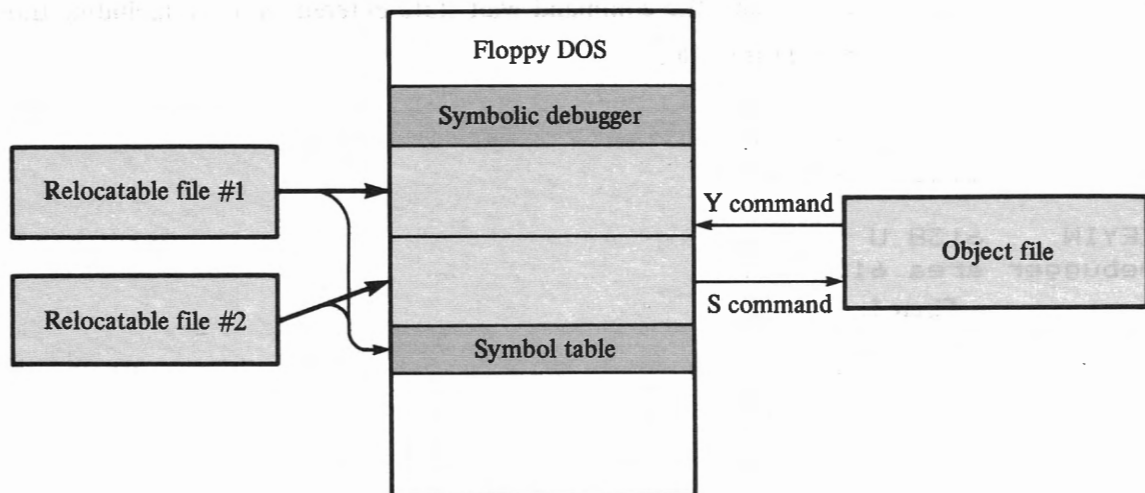 Floppy DOS
Symbolic debugger
Relocatable file #1
Y command
Object file
Relocatable file #2
S command
Symbol table